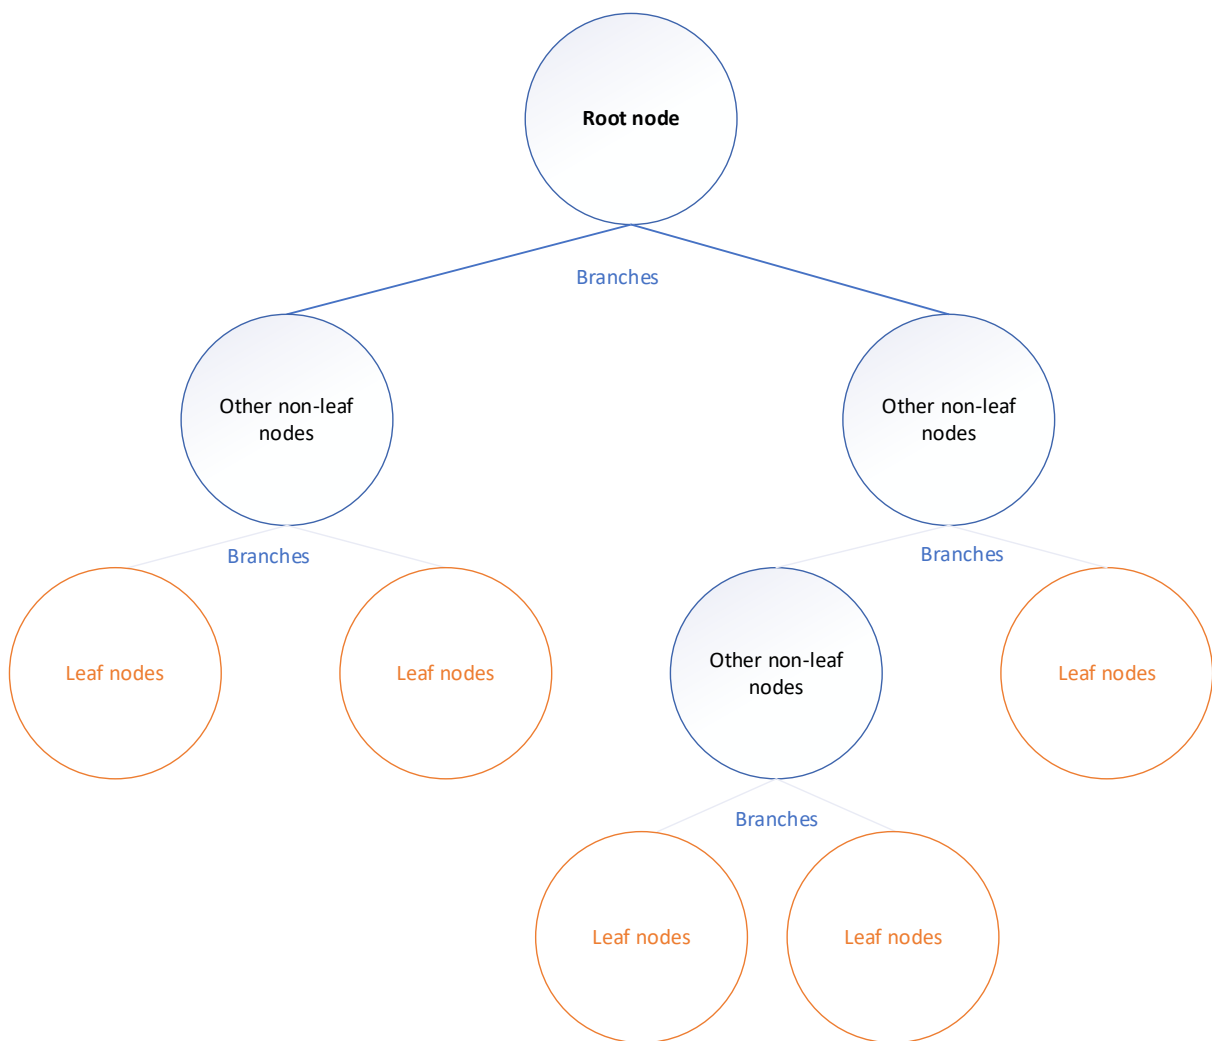 Root node
Branches
Other non-leaf
nodes
Other non-leaf
nodes
Branches
Branches
Leaf nodes
Leaf nodes
Other non-leaf
nodes
Leaf nodes
Branches
Leaf nodes
Leaf nodes